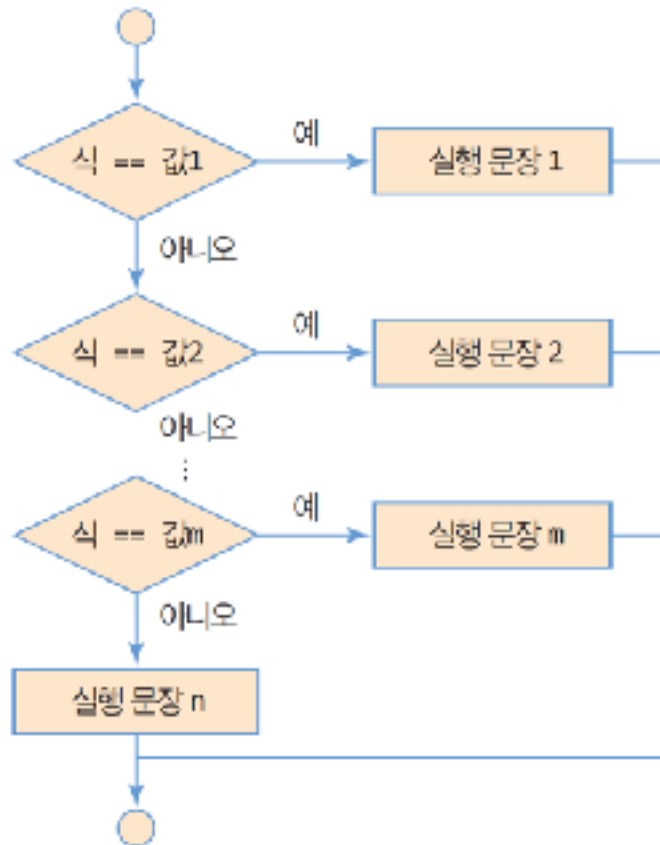 식 == 값1
예
실행 문장 1
아니오
식 == 값2
예
실행 문장 2
아니오
⋮
식 == 값m
예
실행 문장 m
아니오
실행 문장 n